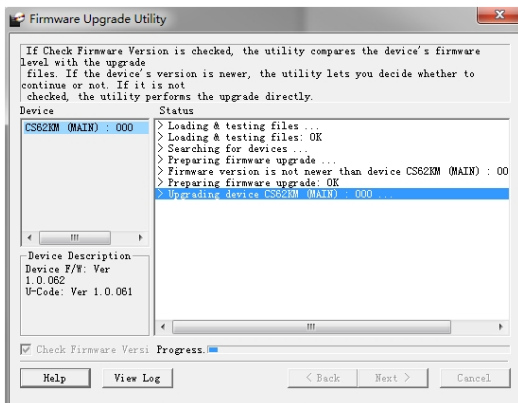 Firmware Upgrade Utility
If Check Firmware Version is checked, the utility compares the device's firmware
level with the upgrade
files. If the device's version is newer, the utility lets you decide whether to
continue or not. If it is not
checked, the utility performs the upgrade directly.
Device
Status
CS62KM (MAIN) : 000
> Loading & testing files ...
> Loading & testing files: OK
> Searching for devices ...
> Preparing firmware upgrade ...
> Firmware version is not newer than device CS62KM (MAIN) : 00
> Preparing firmware upgrade: OK
> Upgrading device CS62KM (MAIN) : 000 ...
Device Description
Device F/W: Ver
1.0.062
U-Code: Ver 1.0.061
Check Firmware Versi Progress.
Help View Log < Back Next > Cancel